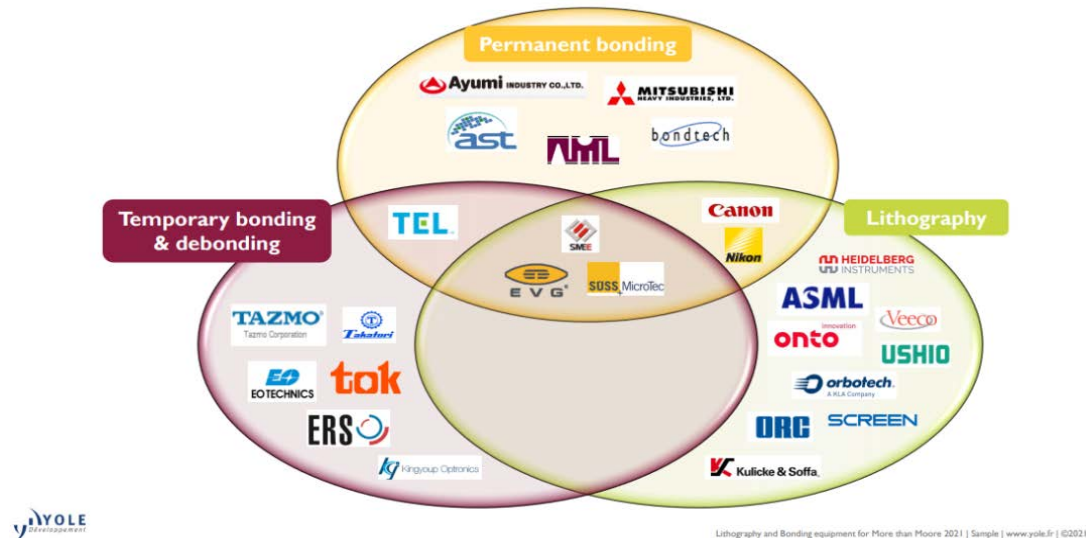 Permanent bonding
Ayumi INDUSTRY CO.,LTD.
MITSUBISHI
HEAVY INDUSTRIES, LTD.
ast
AML
bondtech
Temporary bonding
& debonding
TEL
SMEE
Canon
Nikon
Lithography
EVG
SUSS MicroTec
HEIDELBERG
INSTRUMENTS
ASML
Veeco
onto
innovation
USHIO
TAZMO
Tazmo Corporation
Takatori
EO TECHNICS
tok
orbotech
A KLA Company
ERS
ORC
SCREEN
Kingyoup Optronics
Kulicke & Soffa
YOLE
Développement
Lithography and Bonding equipment for More than Moore 2021 | Sample | www.yole.fr | ©2021